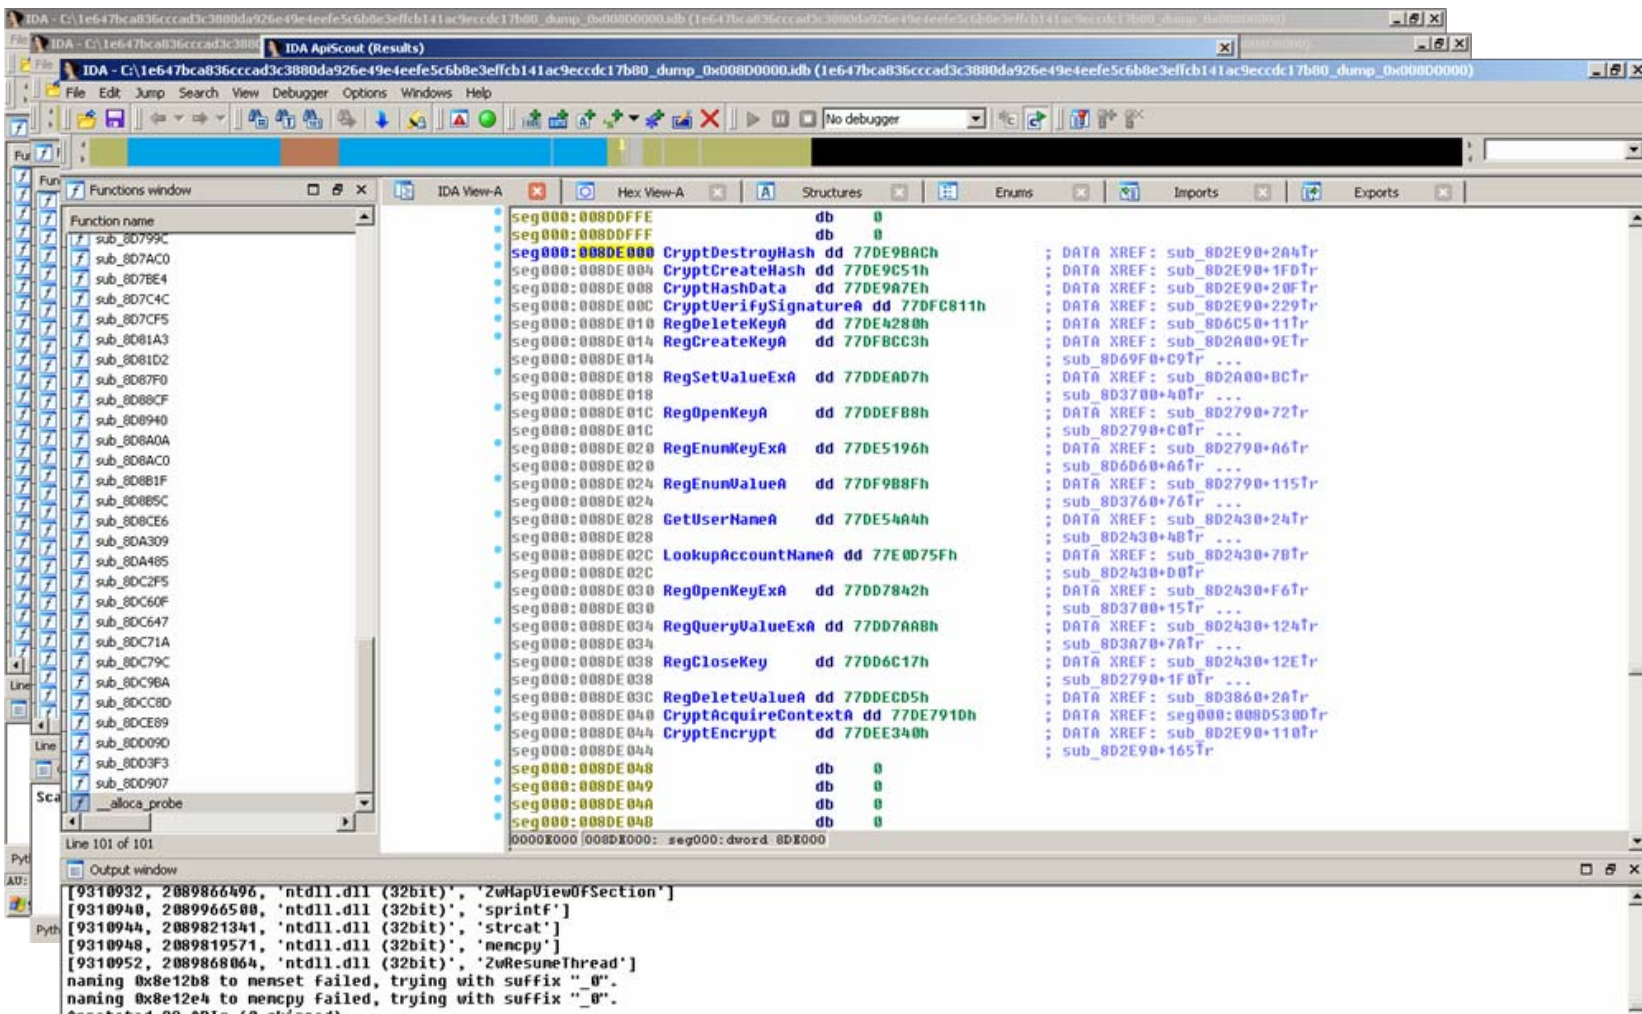 IDA ApiScout (Results)
IDA - C:\1e647bca836cccad3c3880da926e49e4eefe5c6b8e3effcb141ac9eccdc17b80_dump_0x008D0000.idb (1e647bca836cccad3c3880da926e49e4eefe5c6b8e3effcb141ac9eccdc17b80_dump_0x008D0000)
File Edit Jump Search View Debugger Options Windows Help
No debugger
Functions window
IDA View-A
Hex View-A
Structures
Enums
Imports
Exports
Function name
sub_8D799C
sub_8D7AC0
sub_8D7BE4
sub_8D7C4C
sub_8D7CF5
sub_8D81A3
sub_8D81D2
sub_8D87F0
sub_8D88CF
sub_8D8940
sub_8D8A0A
sub_8D8AC0
sub_8D8B1F
sub_8D8B5C
sub_8D8CE6
sub_8DA309
sub_8DA485
sub_8DC2F5
sub_8DC60F
sub_8DC647
sub_8DC71A
sub_8DC79C
sub_8DC9BA
sub_8DCC8D
sub_8DCE89
sub_8DD09D
sub_8DD3F3
sub_8DD907
__alloca_probe
Line 101 of 101
seg000:008DDFFE db 0
seg000:008DDFFF db 0
seg000:008DE000 CryptDestroyHash dd 77DE9BACh ; DATA XREF: sub_8D2E90+2A4↑r
seg000:008DE004 CryptCreateHash dd 77DE9C51h ; DATA XREF: sub_8D2E90+1FD↑r
seg000:008DE008 CryptHashData dd 77DE9A7Eh ; DATA XREF: sub_8D2E90+20F↑r
seg000:008DE00C CryptVerifySignatureA dd 77DFC811h ; DATA XREF: sub_8D2E90+229↑r
seg000:008DE010 RegDeleteKeyA dd 77DE4280h ; DATA XREF: sub_8D6C50+11↑r
seg000:008DE014 RegCreateKeyA dd 77DFBCC3h ; DATA XREF: sub_8D2A00+9E↑r
seg000:008DE014 ; sub_8D69F0+C9↑r ...
seg000:008DE018 RegSetValueExA dd 77DDEAD7h ; DATA XREF: sub_8D2A00+BC↑r
seg000:008DE018 ; sub_8D3700+40↑r ...
seg000:008DE01C RegOpenKeyA dd 77DDEFB8h ; DATA XREF: sub_8D2790+72↑r
seg000:008DE01C ; sub_8D2790+C0↑r ...
seg000:008DE020 RegEnumKeyExA dd 77DE5196h ; DATA XREF: sub_8D2790+A6↑r
seg000:008DE020 ; sub_8D6D60+A6↑r ...
seg000:008DE024 RegEnumValueA dd 77DF9B8Fh ; DATA XREF: sub_8D2790+115↑r
seg000:008DE024 ; sub_8D3760+76↑r ...
seg000:008DE028 GetUserNameA dd 77DE54A4h ; DATA XREF: sub_8D2430+24↑r
seg000:008DE028 ; sub_8D2430+4B↑r ...
seg000:008DE02C LookupAccountNameA dd 77E0D75Fh ; DATA XREF: sub_8D2430+7B↑r
seg000:008DE02C ; sub_8D2430+D0↑r
seg000:008DE030 RegOpenKeyExA dd 77DD7842h ; DATA XREF: sub_8D2430+F6↑r
seg000:008DE030 ; sub_8D3700+15↑r ...
seg000:008DE034 RegQueryValueExA dd 77DD7AABh ; DATA XREF: sub_8D2430+124↑r
seg000:008DE034 ; sub_8D3A70+7A↑r ...
seg000:008DE038 RegCloseKey dd 77DD6C17h ; DATA XREF: sub_8D2430+12E↑r
seg000:008DE038 ; sub_8D2790+1F0↑r ...
seg000:008DE03C RegDeleteValueA dd 77DDECD5h ; DATA XREF: sub_8D3860+2A↑r
seg000:008DE040 CryptAcquireContextA dd 77DE791Dh ; DATA XREF: seg000:008D530D↑r
seg000:008DE044 CryptEncrypt dd 77DEE340h ; DATA XREF: sub_8D2E90+110↑r
seg000:008DE044 ; sub_8D2E90+165↑r
seg000:008DE048 db 0
seg000:008DE049 db 0
seg000:008DE04A db 0
seg000:008DE04B db 0
0000E000 008DE000: seg000:dword_8DE000
Output window
[9310932, 2089866496, 'ntdll.dll (32bit)', 'ZwMapViewOfSection']
[9310940, 2089966500, 'ntdll.dll (32bit)', 'sprintf']
[9310944, 2089821341, 'ntdll.dll (32bit)', 'strcat']
[9310948, 2089819571, 'ntdll.dll (32bit)', 'memcpy']
[9310952, 2089868064, 'ntdll.dll (32bit)', 'ZwResumeThread']
naming 0x8e12b8 to memset failed, trying with suffix "_0".
naming 0x8e12e4 to memcpy failed, trying with suffix "_0".